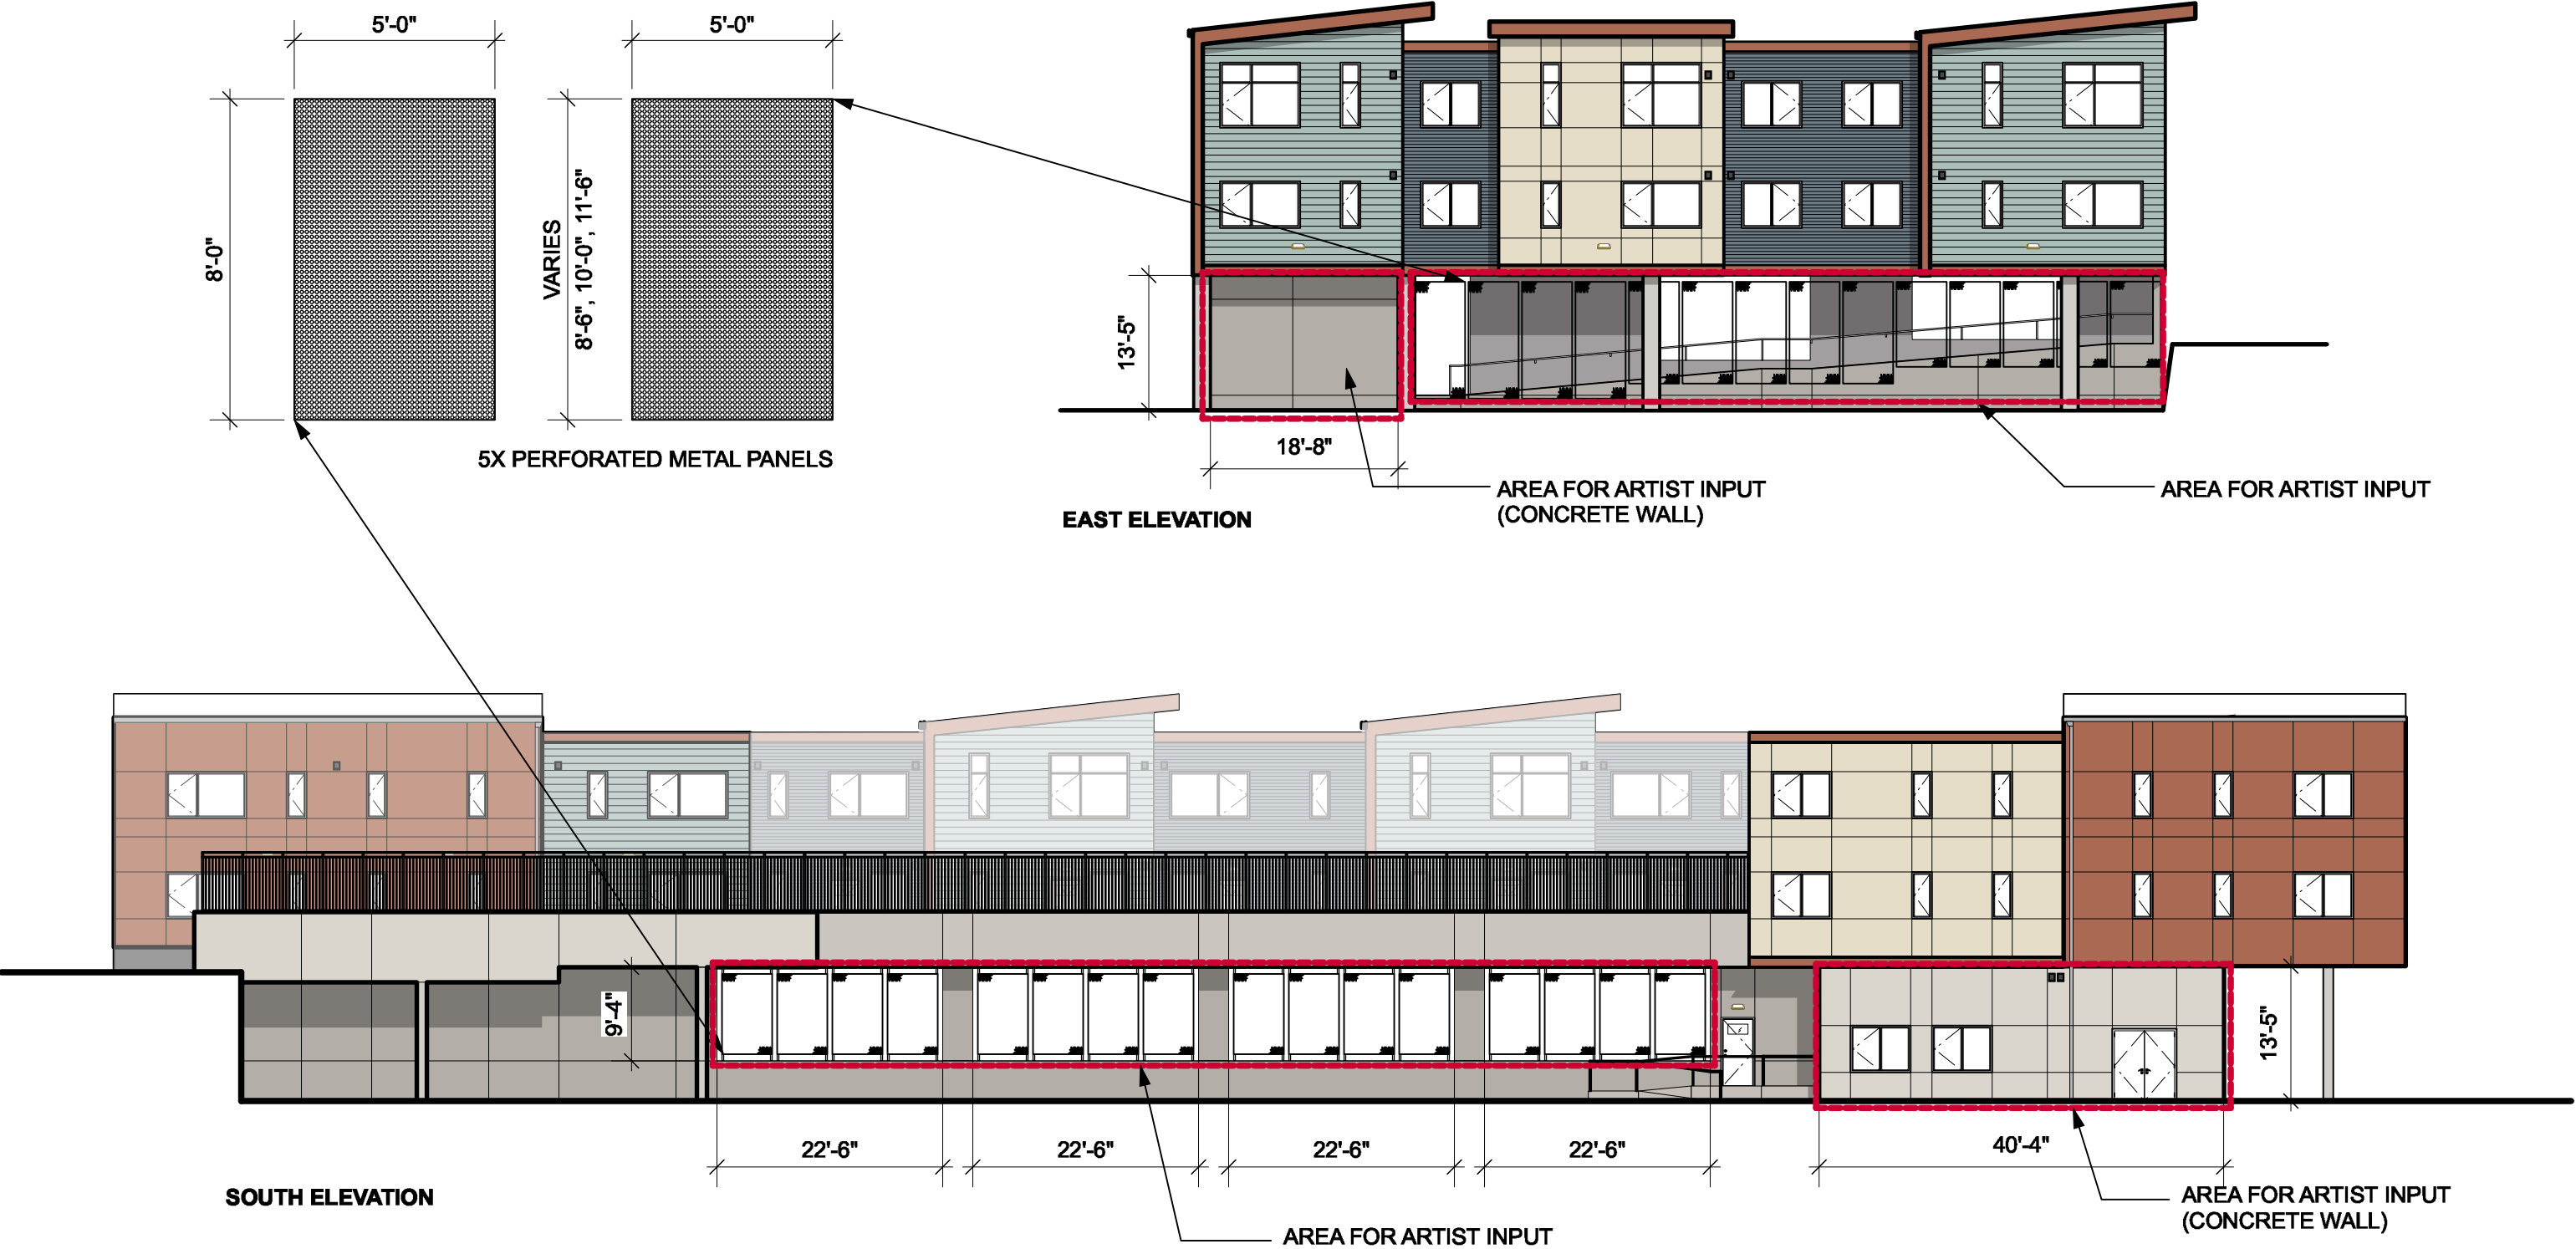 5'-0"
5'-0"
8'-0"
VARIES
8'-6", 10'-0", 11'-6"
5X PERFORATED METAL PANELS
13'-5"
18'-8"
AREA FOR ARTIST INPUT
(CONCRETE WALL)
AREA FOR ARTIST INPUT
EAST ELEVATION
9'-4"
13'-5"
22'-6"
22'-6"
22'-6"
22'-6"
40'-4"
SOUTH ELEVATION
AREA FOR ARTIST INPUT
(CONCRETE WALL)
AREA FOR ARTIST INPUT